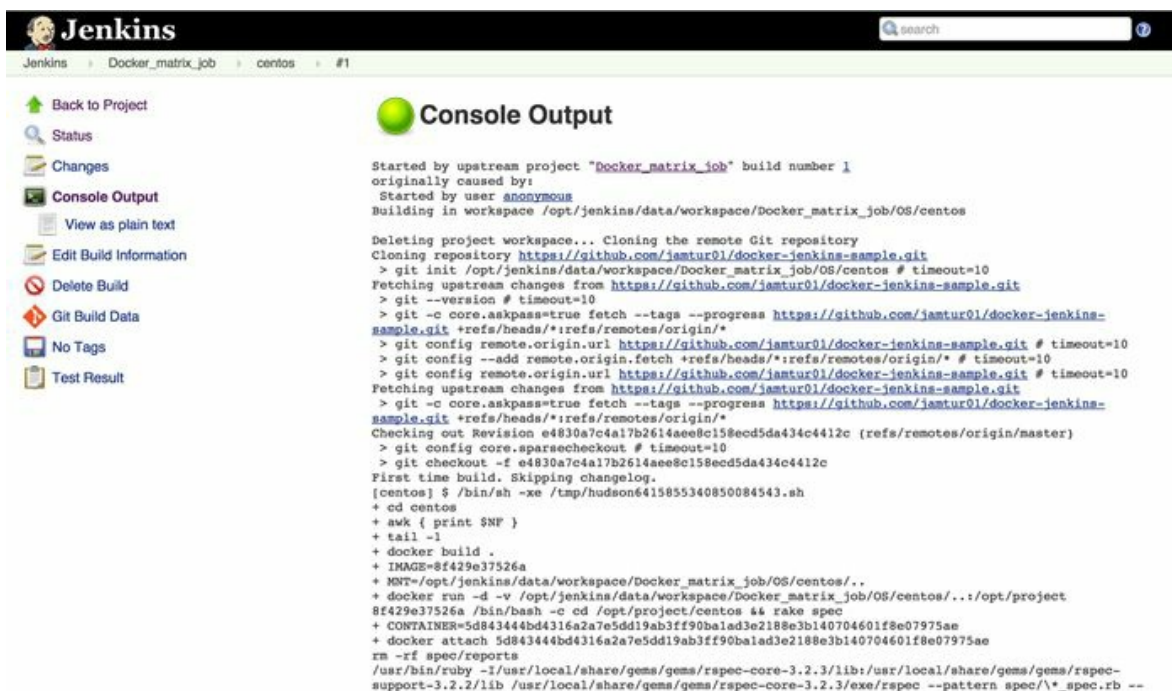 Jenkins
search
Jenkins Docker_matrix_job centos #1
Back to Project
Status
Changes
Console Output
View as plain text
Edit Build Information
Delete Build
Git Build Data
No Tags
Test Result
Console Output
Started by upstream project "Docker_matrix_job" build number 1
originally caused by:
Started by user anonymous
Building in workspace /opt/jenkins/data/workspace/Docker_matrix_job/OS/centos
Deleting project workspace... Cloning the remote Git repository
Cloning repository https://github.com/jamtur01/docker-jenkins-sample.git
> git init /opt/jenkins/data/workspace/Docker_matrix_job/OS/centos # timeout=10
Fetching upstream changes from https://github.com/jamtur01/docker-jenkins-sample.git
> git --version # timeout=10
> git -c core.askpass=true fetch --tags --progress https://github.com/jamtur01/docker-jenkins-
sample.git +refs/heads/*:refs/remotes/origin/*
> git config remote.origin.url https://github.com/jamtur01/docker-jenkins-sample.git # timeout=10
> git config --add remote.origin.fetch +refs/heads/*:refs/remotes/origin/* # timeout=10
> git config remote.origin.url https://github.com/jamtur01/docker-jenkins-sample.git # timeout=10
Fetching upstream changes from https://github.com/jamtur01/docker-jenkins-sample.git
> git -c core.askpass=true fetch --tags --progress https://github.com/jamtur01/docker-jenkins-
sample.git +refs/heads/*:refs/remotes/origin/*
Checking out Revision e4830a7c4a17b2614aee8c158ecd5da434c4412c (refs/remotes/origin/master)
> git config core.sparsecheckout # timeout=10
> git checkout -f e4830a7c4a17b2614aee8c158ecd5da434c4412c
First time build. Skipping changelog.
[centos] $ /bin/sh -xe /tmp/hudson6415855340850084543.sh
+ cd centos
+ awk { print $NF }
+ tail -1
+ docker build .
+ IMAGE=8f429e37526a
+ MNT=/opt/jenkins/data/workspace/Docker_matrix_job/OS/centos/..
+ docker run -d -v /opt/jenkins/data/workspace/Docker_matrix_job/OS/centos/..:/opt/project
8f429e37526a /bin/bash -c cd /opt/project/centos && rake spec
+ CONTAINER=5d843444bd4316a2a7e5dd19ab3ff90ba1ad3e2188e3b140704601f8e07975ae
+ docker attach 5d843444bd4316a2a7e5dd19ab3ff90ba1ad3e2188e3b140704601f8e07975ae
rm -rf spec/reports
/usr/bin/ruby -I/usr/local/share/gems/gems/rspec-core-3.2.3/lib:/usr/local/share/gems/gems/rspec-
support-3.2.2/lib /usr/local/share/gems/gems/rspec-core-3.2.3/exe/rspec --pattern spec/\*_spec.rb --